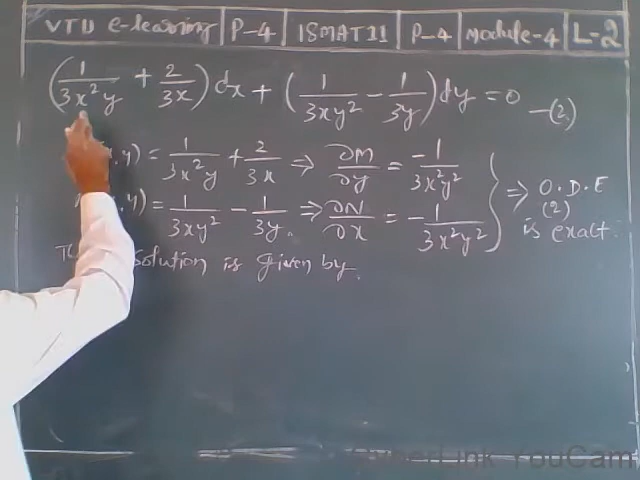 VTU e-learning P-4 15MAT11 P-4 Module-4 L-2
(1/3x²y + 2/3x)dx + (1/3xy² - 1/3y)dy = 0 -(2)
, y) = 1/3x²y + 2/3x ⇒ ∂M/∂y = -1/3x²y²
, y) = 1/3xy² - 1/3y. ⇒ ∂N/∂x = -1/3x²y²
} ⇒ O.D.E
(2)
is exact.
solution is given by.
CyberLink YouCam